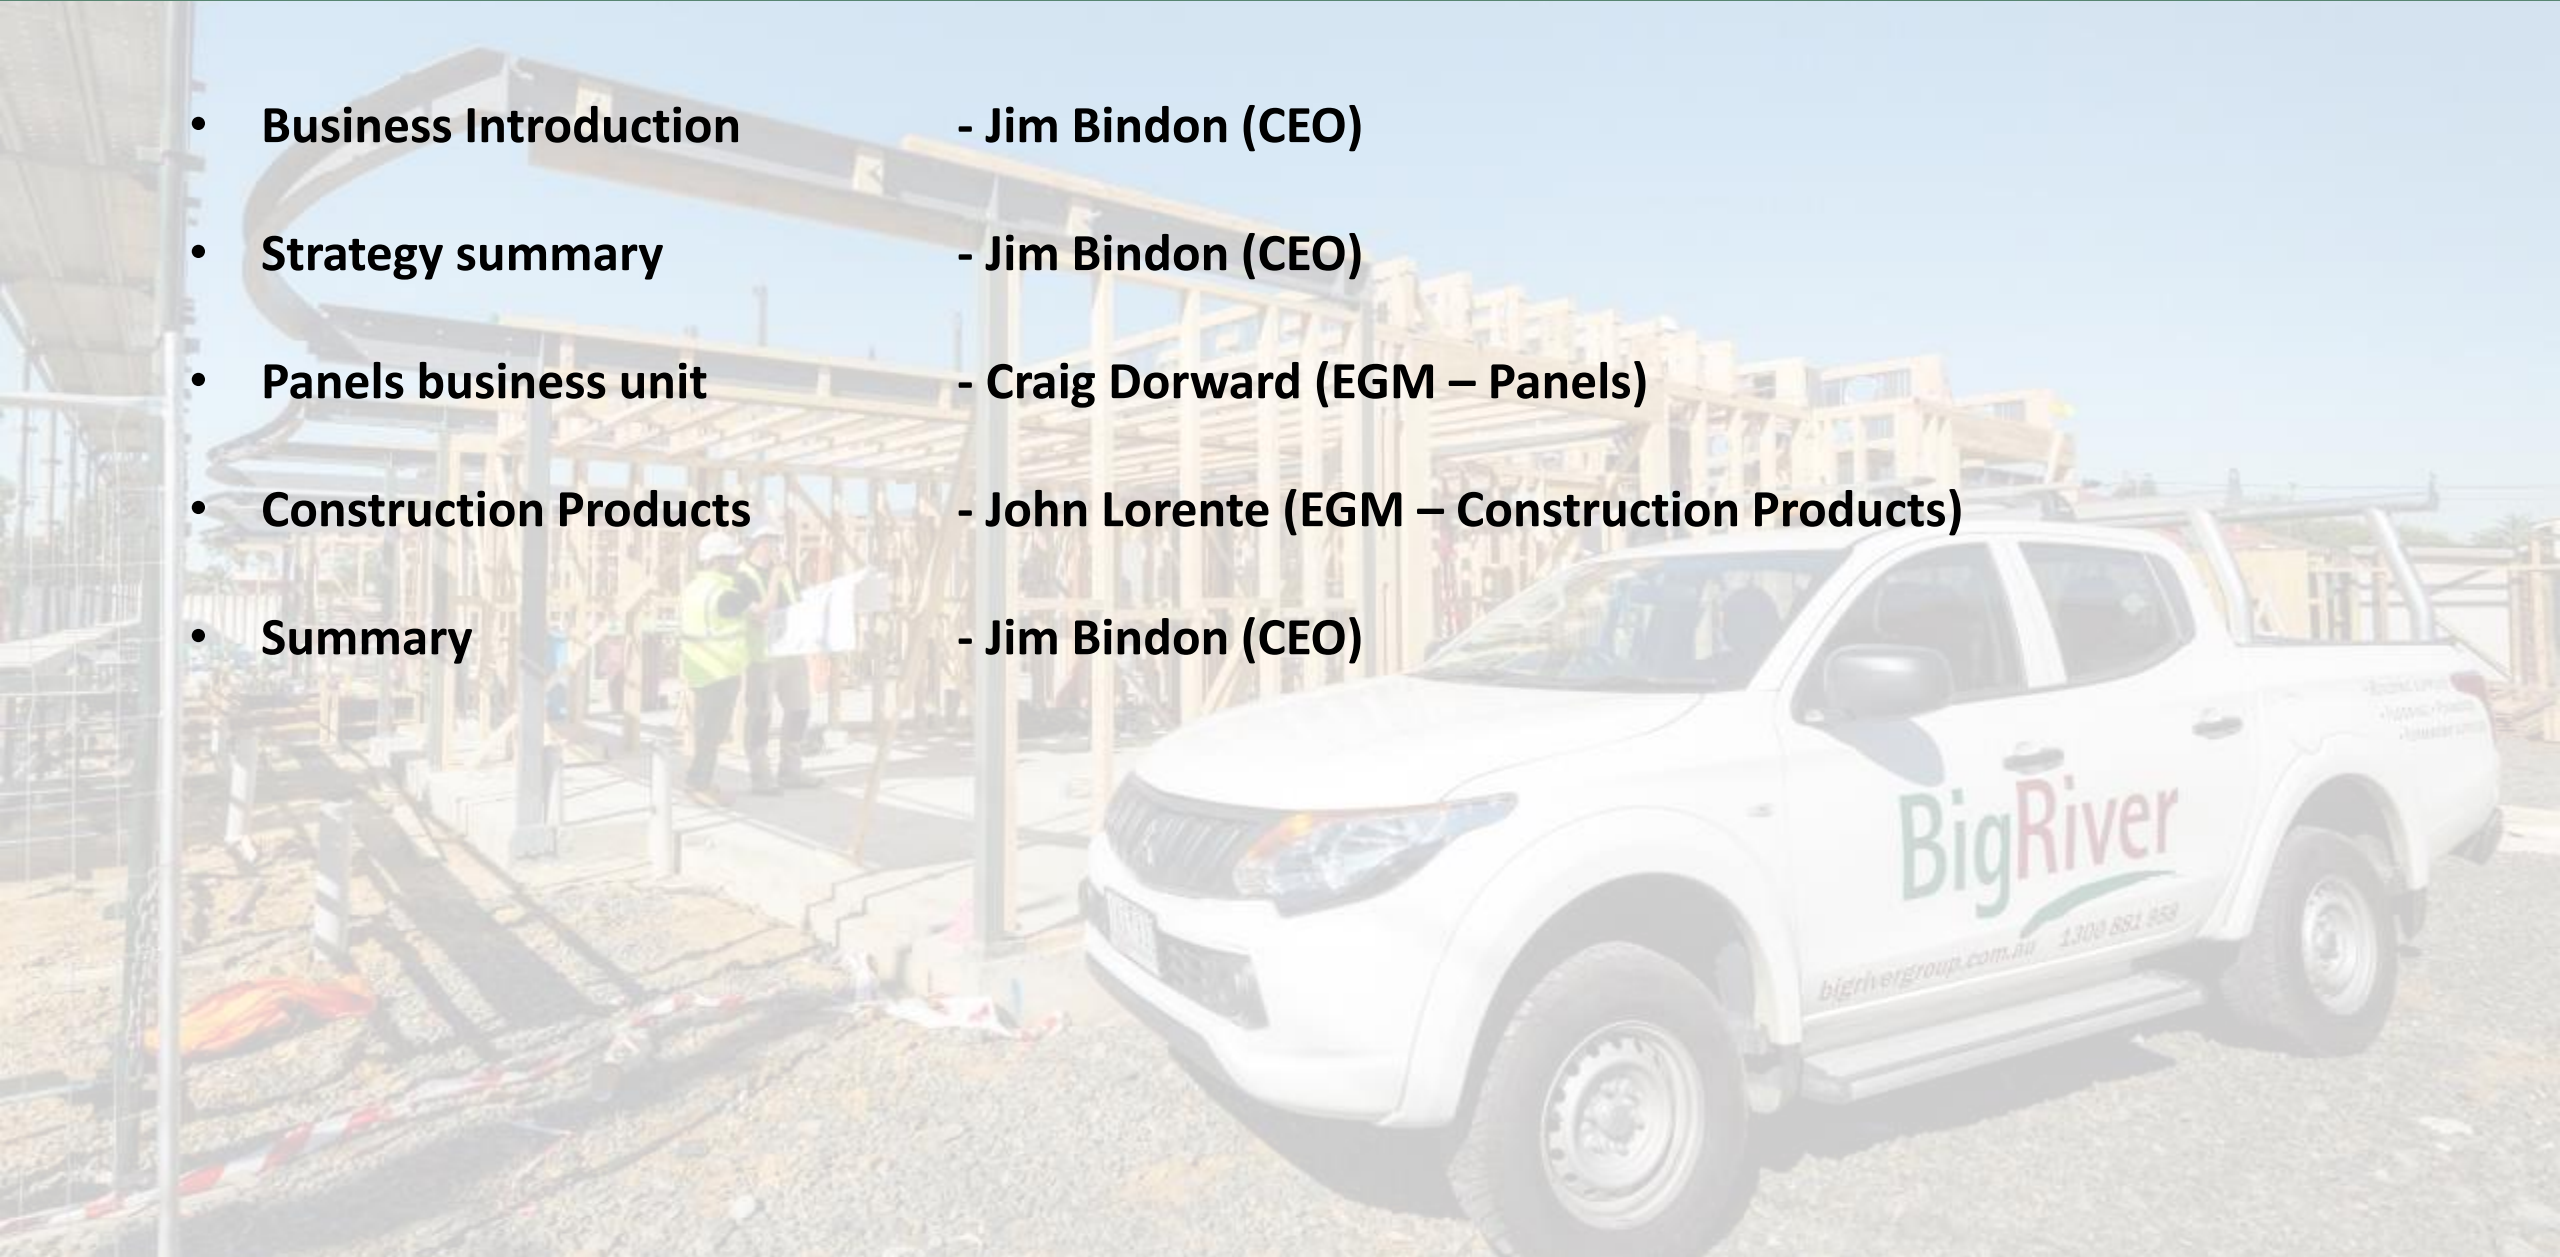 • Business Introduction - Jim Bindon (CEO)
• Strategy summary - Jim Bindon (CEO)
• Panels business unit - Craig Dorward (EGM – Panels)
• Construction Products - John Lorente (EGM – Construction Products)
• Summary - Jim Bindon (CEO)
BigRiver
bigrivergroup.com.au 1300 881 958